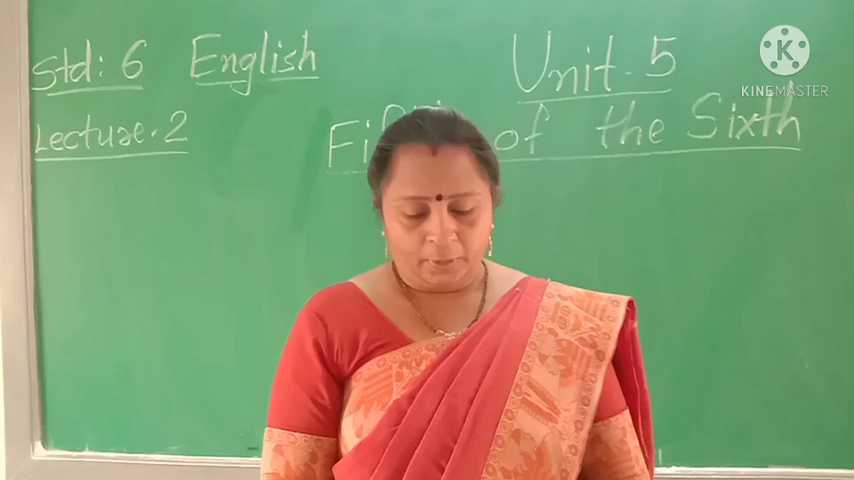 Std: 6 English Unit-5
Lecture-2 of the Sixth
K
KINEMASTER